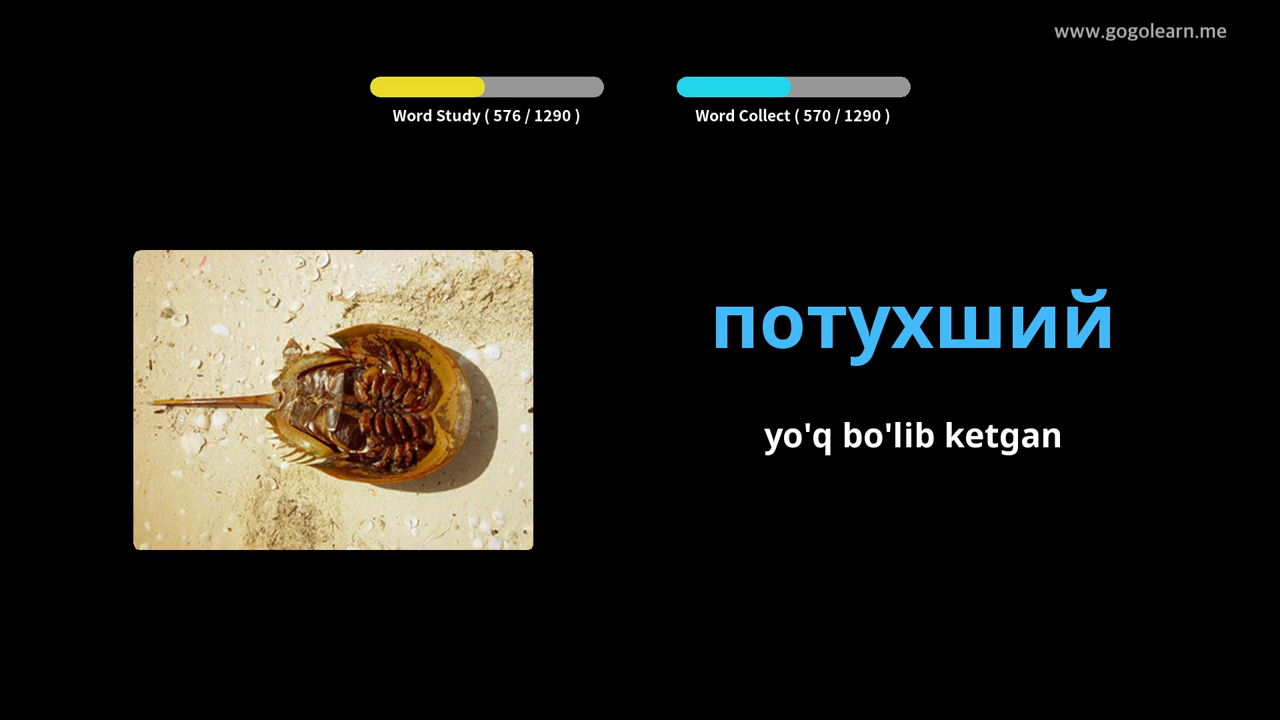 www.gogolearn.me
Word Study ( 576 / 1290 )
Word Collect ( 570 / 1290 )
потухший
yo'q bo'lib ketgan